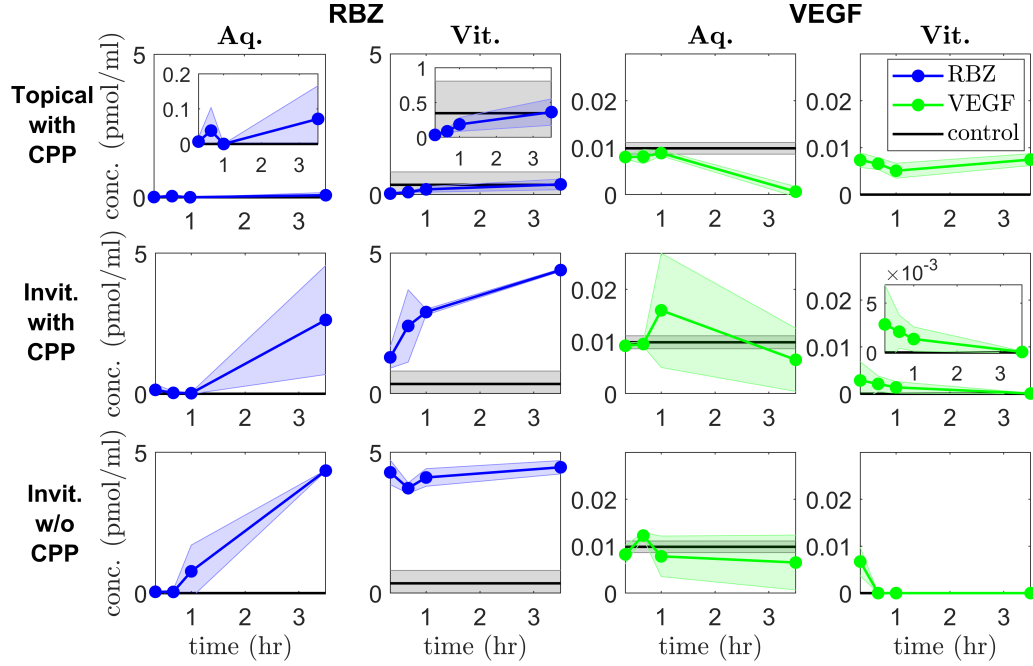 RBZ VEGF
Aq. Vit. Aq. Vit.
Topical
with
CPP
conc. (pmol/ml)
5
0
1 2 3
0.2
0.1
0
1 2 3
1 2 3
1
0.5
0
1 2 3
0.02
0.01
0
1 2 3
0.02
0.01
0
1 2 3
RBZ
VEGF
control
Invit.
with
CPP
conc. (pmol/ml)
5
0
1 2 3
5
0
1 2 3
0.02
0.01
0
1 2 3
0.02
0.01
0
1 2 3
×10⁻³
5
0
1 2 3
Invit.
w/o
CPP
conc. (pmol/ml)
5
0
1 2 3
time (hr)
5
0
1 2 3
time (hr)
0.02
0.01
0
1 2 3
time (hr)
0.02
0.01
0
1 2 3
time (hr)